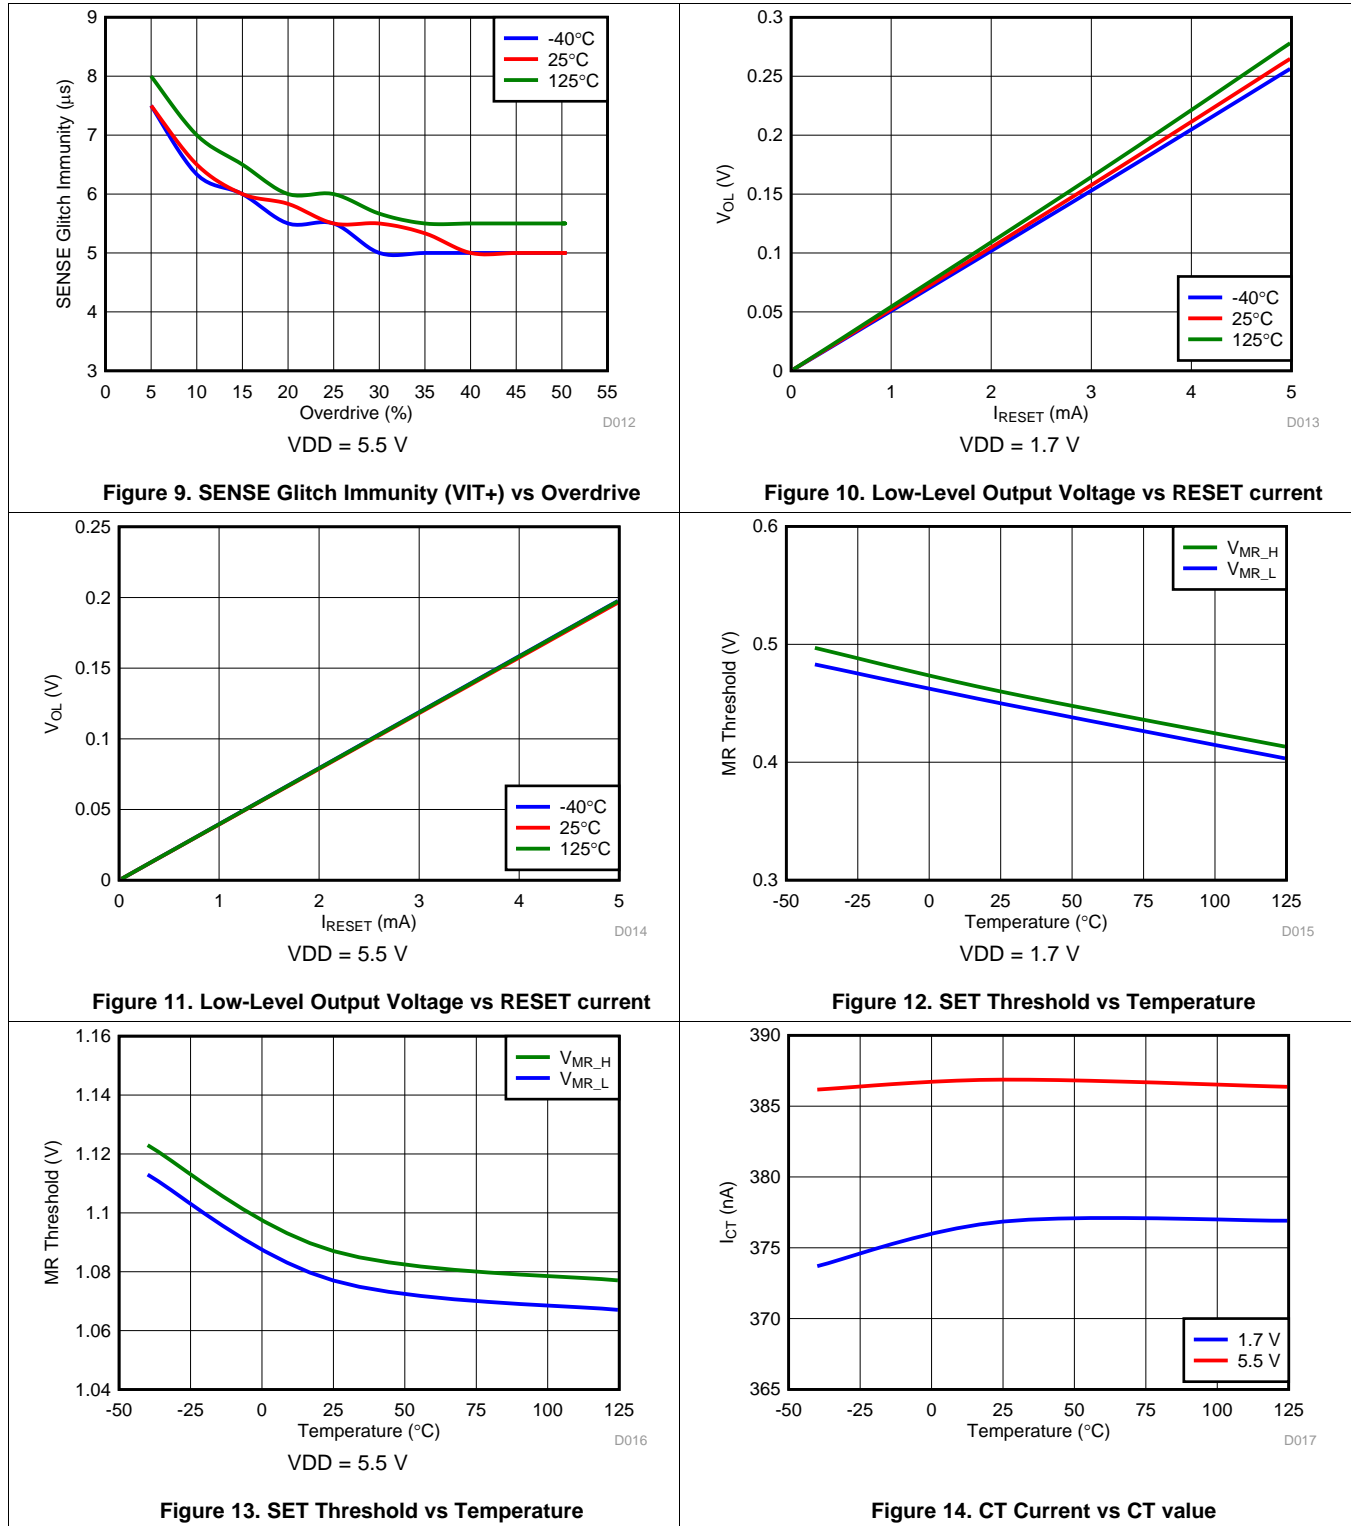 9
8
7
6
5
4
3
SENSE Glitch Immunity (μs)
-40°C
25°C
125°C
0 5 10 15 20 25 30 35 40 45 50 55
Overdrive (%)
D012
VDD = 5.5 V
Figure 9. SENSE Glitch Immunity (VIT+) vs Overdrive
0.3
0.25
0.2
0.15
0.1
0.05
0
VOL (V)
-40°C
25°C
125°C
0 1 2 3 4 5
IRESET (mA)
D013
VDD = 1.7 V
Figure 10. Low-Level Output Voltage vs RESET current
0.25
0.2
0.15
0.1
0.05
0
VOL (V)
-40°C
25°C
125°C
0 1 2 3 4 5
IRESET (mA)
D014
VDD = 5.5 V
Figure 11. Low-Level Output Voltage vs RESET current
0.6
0.5
0.4
0.3
MR Threshold (V)
VMR_H
VMR_L
-50 -25 0 25 50 75 100 125
Temperature (°C)
D015
VDD = 1.7 V
Figure 12. SET Threshold vs Temperature
1.16
1.14
1.12
1.1
1.08
1.06
1.04
MR Threshold (V)
VMR_H
VMR_L
-50 -25 0 25 50 75 100 125
Temperature (°C)
D016
VDD = 5.5 V
Figure 13. SET Threshold vs Temperature
390
385
380
375
370
365
ICT (nA)
1.7 V
5.5 V
-50 -25 0 25 50 75 100 125
Temperature (°C)
D017
Figure 14. CT Current vs CT value